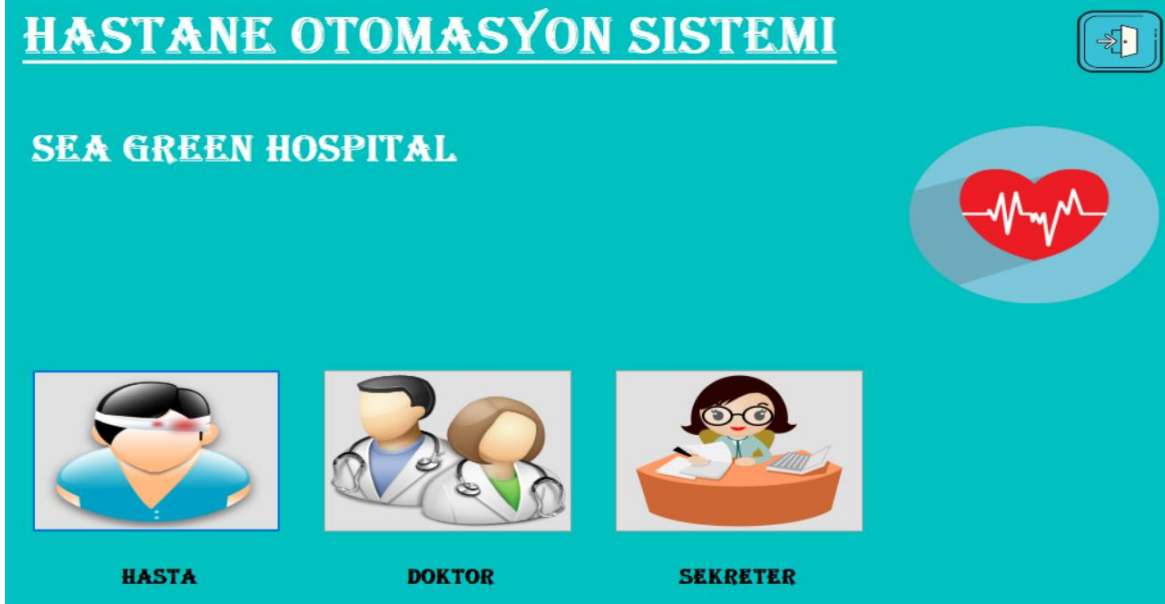 HASTANE OTOMASYON SISTEMI
SEA GREEN HOSPITAL
HASTA
DOKTOR
SEKRETER